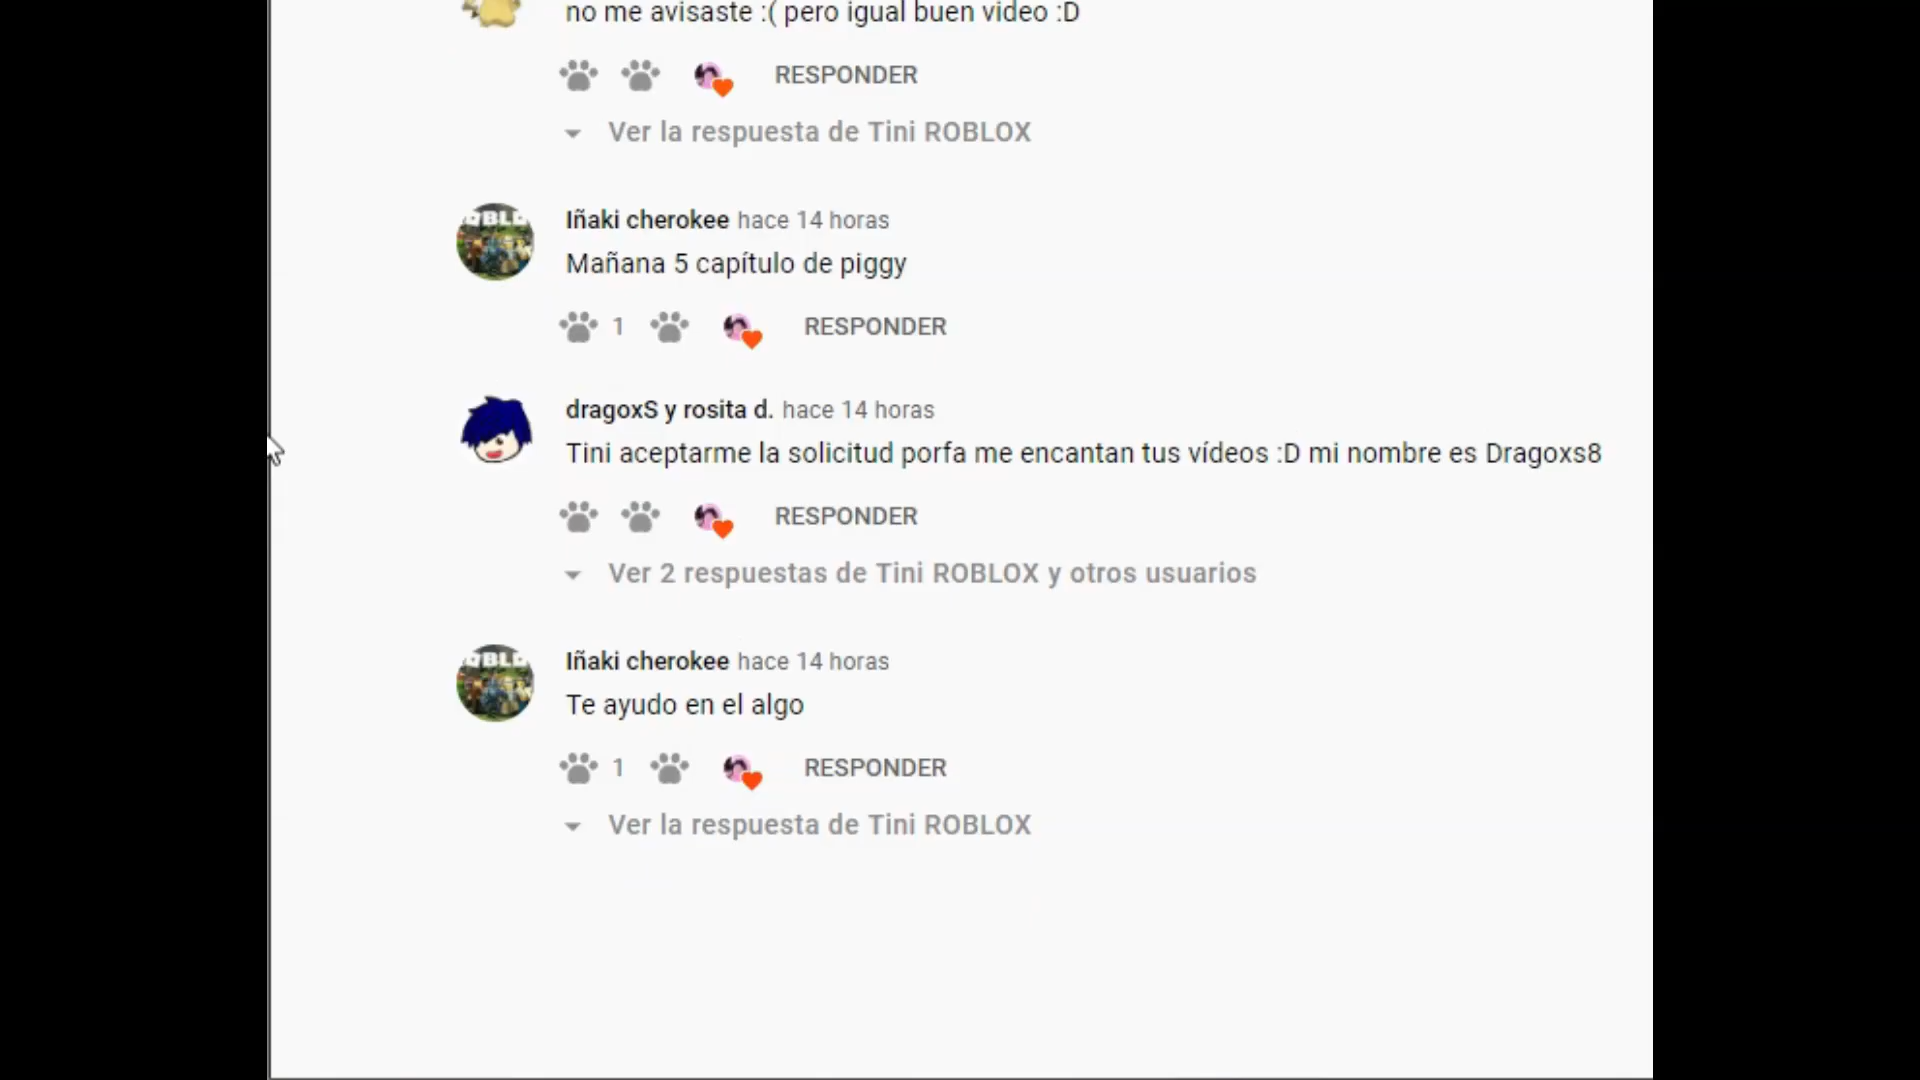 no me avisaste :( pero igual buen video :D
RESPONDER
Ver la respuesta de Tini ROBLOX
Iñaki cherokee hace 14 horas
Mañana 5 capítulo de piggy
1 RESPONDER
dragoxS y rosita d. hace 14 horas
Tini aceptarme la solicitud porfa me encantan tus vídeos :D mi nombre es Dragoxs8
RESPONDER
Ver 2 respuestas de Tini ROBLOX y otros usuarios
Iñaki cherokee hace 14 horas
Te ayudo en el algo
1 RESPONDER
Ver la respuesta de Tini ROBLOX